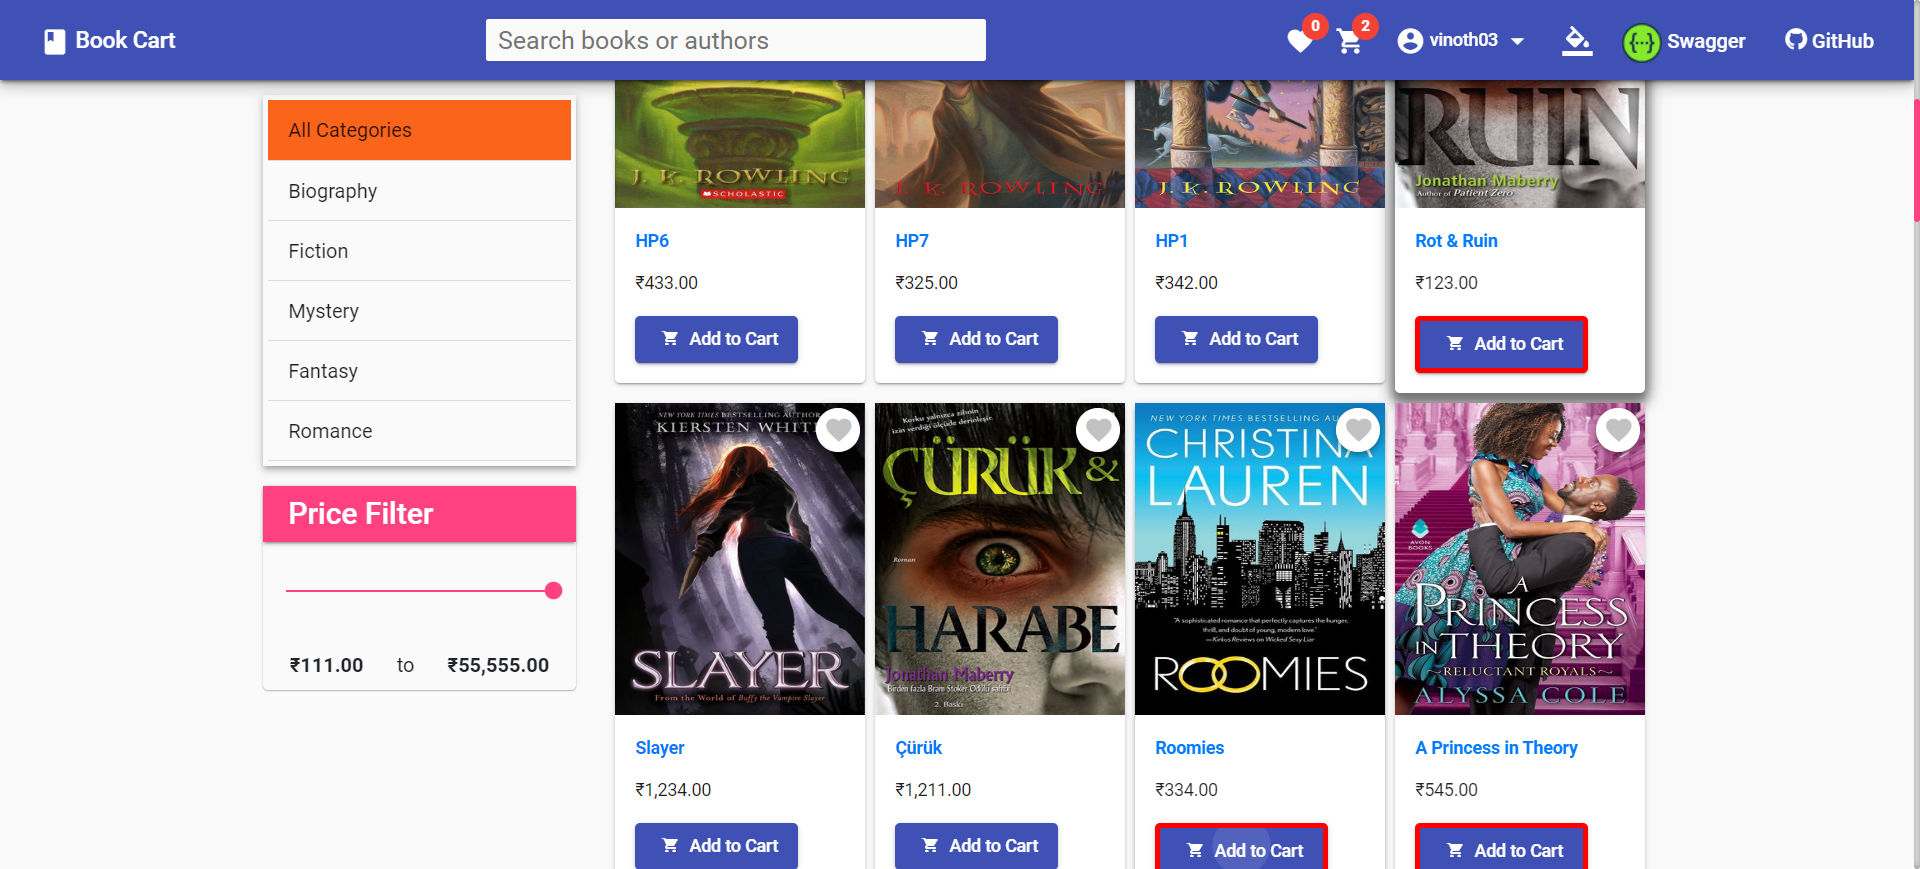 Book Cart
Search books or authors
0
2
vinoth03
Swagger
GitHub
All Categories
Biography
Fiction
Mystery
Fantasy
Romance
Price Filter
₹111.00 to ₹55,555.00
J. K. ROWLING
SCHOLASTIC
J. K. ROWLING
J. K. ROWLING
RUIN
Jonathan Maberry
Author of Patient Zero
HP6
₹433.00
Add to Cart
HP7
₹325.00
Add to Cart
HP1
₹342.00
Add to Cart
Rot & Ruin
₹123.00
Add to Cart
NEW YORK TIMES BESTSELLING AUTHOR
KIERSTEN WHIT
SLAYER
From the World of Buffy the Vampire Slayer
Korku yalnızca zihnin
izin verdiği ölçüde derinleşir.
ÇÜRÜK &
Roman
HARABE
Jonathan Maberry
Birden fazla Bram Stoker Ödülü sahibi
2. Baskı
NEW YORK TIMES BESTSELLING AU
CHRISTINA
LAUREN
"A sophisticated romance that perfectly captures the hunger,
thrill, and doubt of young, modern love."
—Kirkus Reviews on Wicked Sexy Liar
ROOMIES
AVON
BOOKS
A
PRINCESS
IN THEORY
~RELUCTANT ROYALS~
ALYSSA COLE
Slayer
₹1,234.00
Add to Cart
Çürük
₹1,211.00
Add to Cart
Roomies
₹334.00
Add to Cart
A Princess in Theory
₹545.00
Add to Cart